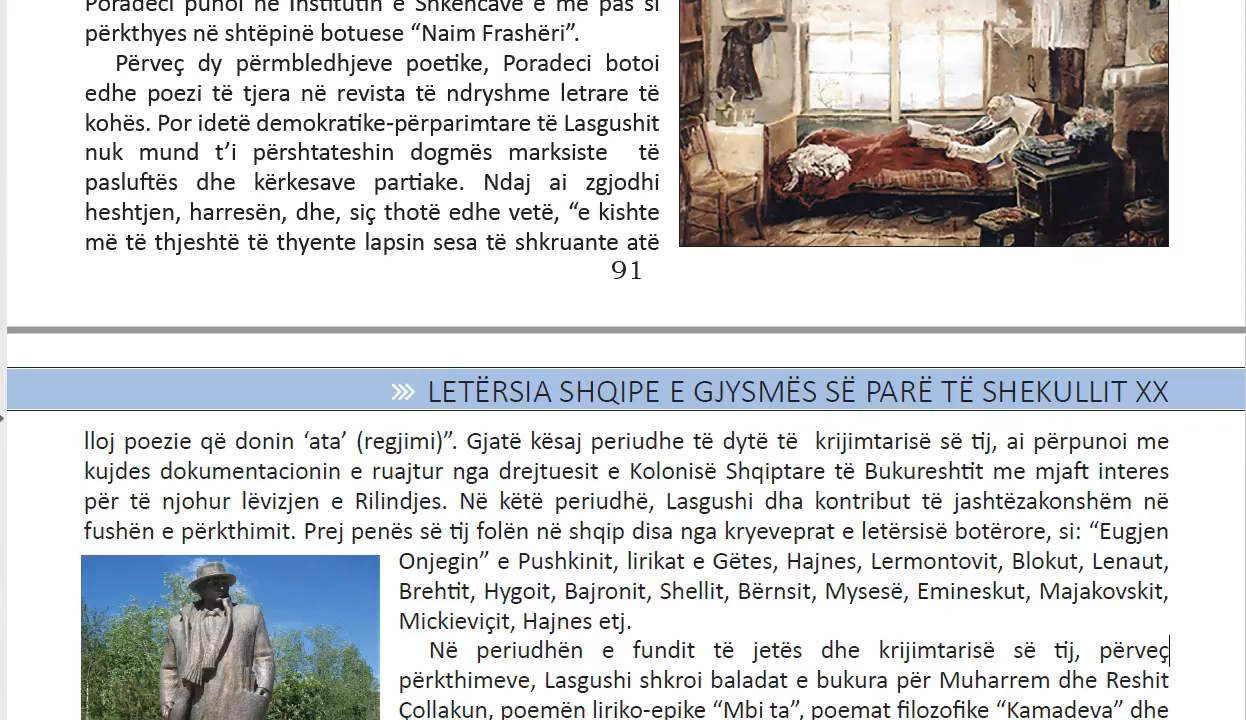 Poradeci punoi në Institutin e Shkencave e më pas si
përkthyes në shtëpinë botuese “Naim Frashëri”.
Përveç dy përmbledhjeve poetike, Poradeci botoi
edhe poezi të tjera në revista të ndryshme letrare të
kohës. Por idetë demokratike-përparimtare të Lasgushit
nuk mund t’i përshtateshin dogmës marksiste të
pasluftës dhe kërkesave partiake. Ndaj ai zgjodhi
heshtjen, harresën, dhe, siç thotë edhe vetë, “e kishte
më të thjeshtë të thyente lapsin sesa të shkruante atë
91
LETËRSIA SHQIPE E GJYSMËS SË PARË TË SHEKULLIT XX
lloj poezie që donin ‘ata’ (regjimi)”. Gjatë kësaj periudhe të dytë të krijimtarisë së tij, ai përpunoi me
kujdes dokumentacionin e ruajtur nga drejtuesit e Kolonisë Shqiptare të Bukureshtit me mjaft interes
për të njohur lëvizjen e Rilindjes. Në këtë periudhë, Lasgushi dha kontribut të jashtëzakonshëm në
fushën e përkthimit. Prej penës së tij folën në shqip disa nga kryeveprat e letërsisë botërore, si: “Eugjen
Onjegin” e Pushkinit, lirikat e Gëtes, Hajnes, Lermontovit, Blokut, Lenaut,
Brehtit, Hygoit, Bajronit, Shellit, Bërnsit, Mysesë, Emineskut, Majakovskit,
Mickieviçit, Hajnes etj.
Në periudhën e fundit të jetës dhe krijimtarisë së tij, përveç
përkthimeve, Lasgushi shkroi baladat e bukura për Muharrem dhe Reshit
Çollakun, poemën liriko-epike “Mbi ta”, poemat filozofike “Kamadeva” dhe